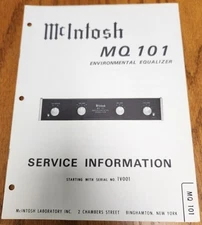 McIntosh
MQ 101
ENVIRONMENTAL EQUALIZER
SERVICE INFORMATION
STARTING WITH SERIAL NO. 1X001
McINTOSH LABORATORY INC. 2 CHAMBERS STREET BINGHAMTON, NEW YORK
MQ 101